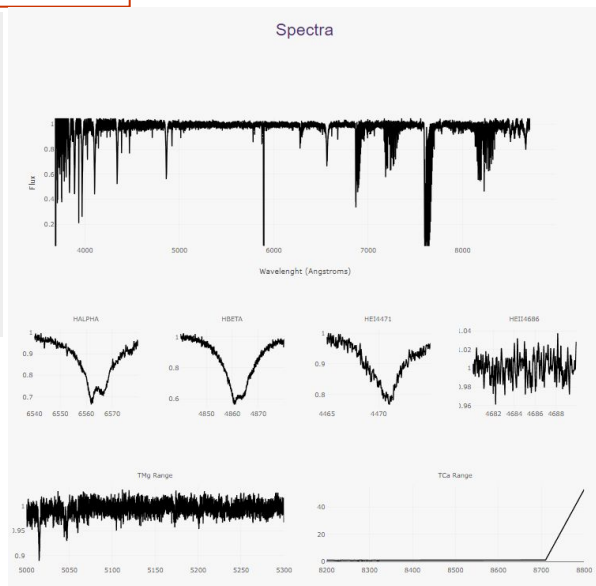 Spectra
1
0.8
0.6
0.4
0.2
Flux
4000 5000 6000 7000 8000
Wavelenght (Angstroms)
HALPHA
1
0.9
0.8
0.7
6540 6550 6560 6570
HBETA
1
0.8
0.6
4850 4860 4870
HEI4471
1
0.9
0.8
4465 4470
HEII4686
1.04
1.02
1
0.98
0.96
4682 4684 4686 4688
TMg Range
1
0.95
0.9
5000 5050 5100 5150 5200 5250 5300
TCa Range
40
20
0
8200 8300 8400 8500 8600 8700 8800